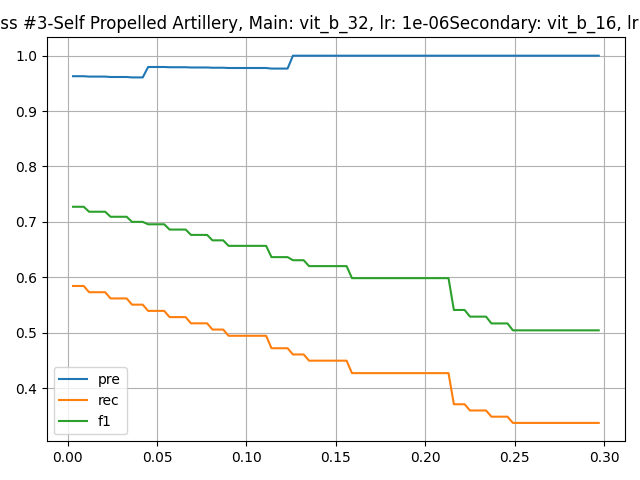 ss #3-Self Propelled Artillery, Main: vit_b_32, lr: 1e-06Secondary: vit_b_16, lr
1.0
0.9
0.8
0.7
0.6
0.5
0.4
pre
rec
f1
0.00 0.05 0.10 0.15 0.20 0.25 0.30